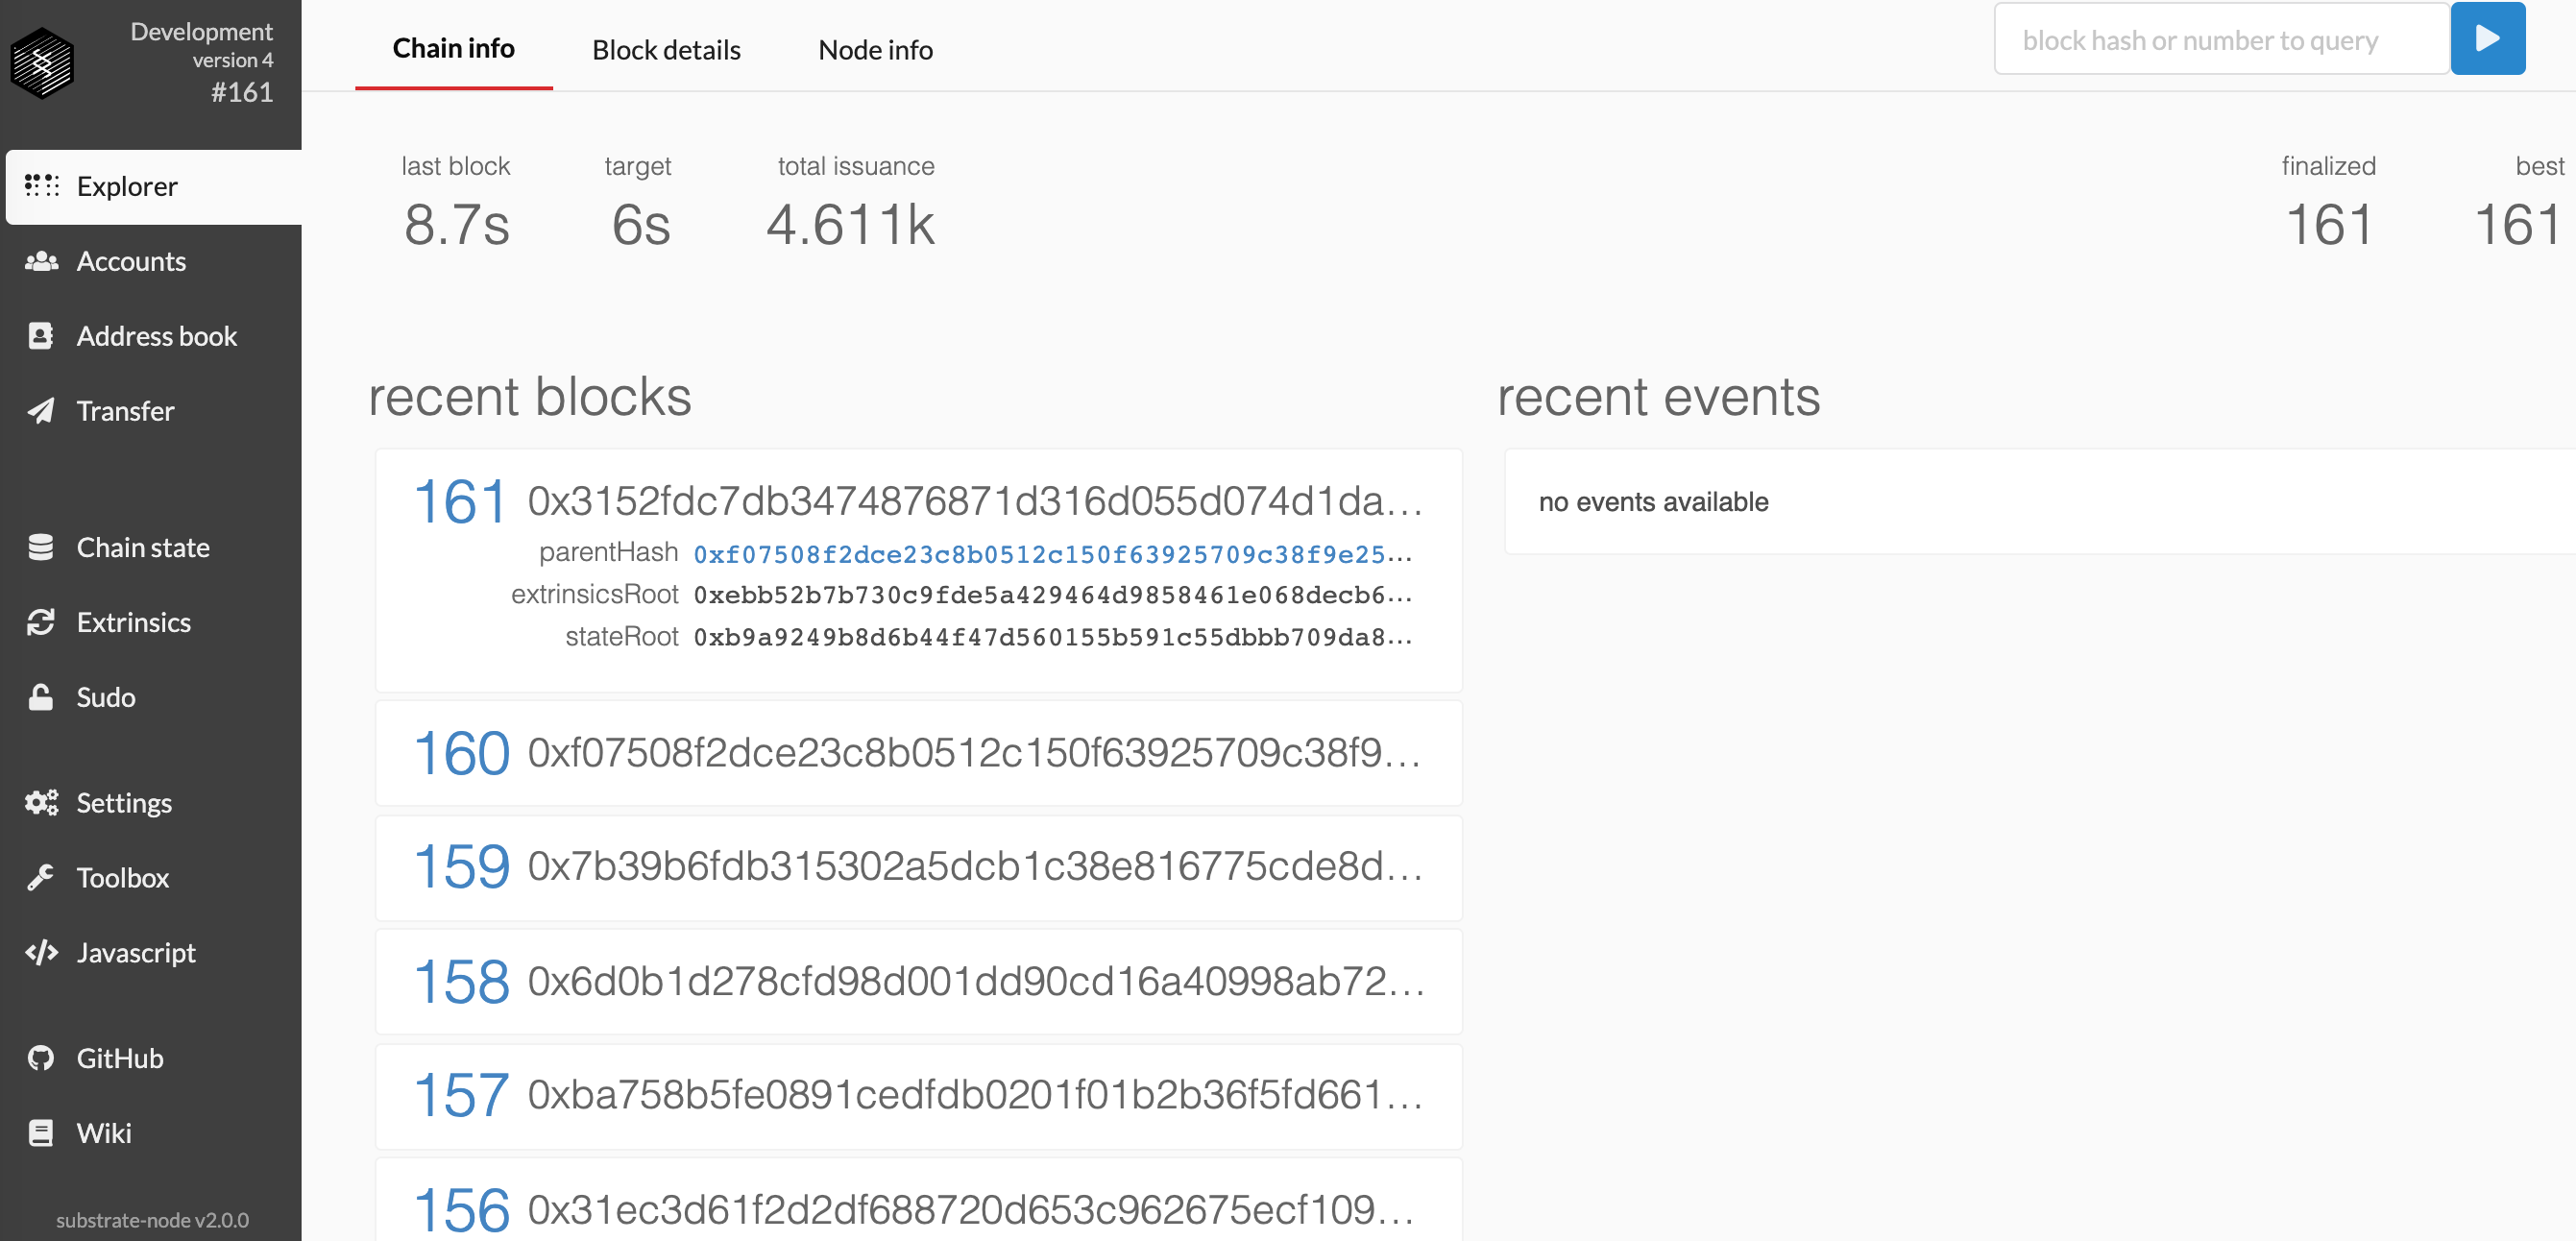 Development
version 4
#161
Explorer
Accounts
Address book
Transfer
Chain state
Extrinsics
Sudo
Settings
Toolbox
Javascript
GitHub
Wiki
substrate-node v2.0.0
Chain info Block details Node info
block hash or number to query
last block target total issuance finalized best
8.7s 6s 4.611k 161 161
recent blocks
161 0x3152fdc7db3474876871d316d055d074d1da...
parentHash 0xf07508f2dce23c8b0512c150f63925709c38f9e25...
extrinsicsRoot 0xebb52b7b730c9fde5a429464d9858461e068decb6...
stateRoot 0xb9a9249b8d6b44f47d560155b591c55dbbb709da8...
160 0xf07508f2dce23c8b0512c150f63925709c38f9...
159 0x7b39b6fdb315302a5dcb1c38e816775cde8d...
158 0x6d0b1d278cfd98d001dd90cd16a40998ab72...
157 0xba758b5fe0891cedfdb0201f01b2b36f5fd661...
156 0x31ec3d61f2d2df688720d653c962675ecf109...
recent events
no events available